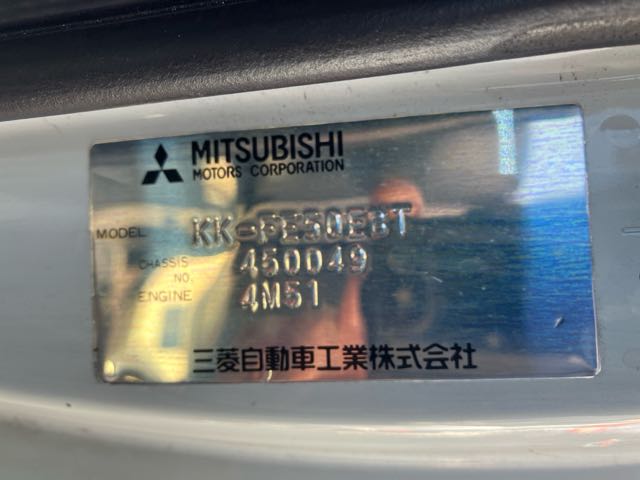 MITSUBISHI
MOTORS CORPORATION
MODEL KK-FE50EBT
CHASSIS NO. 450049
ENGINE 4M51
三菱自動車工業株式会社